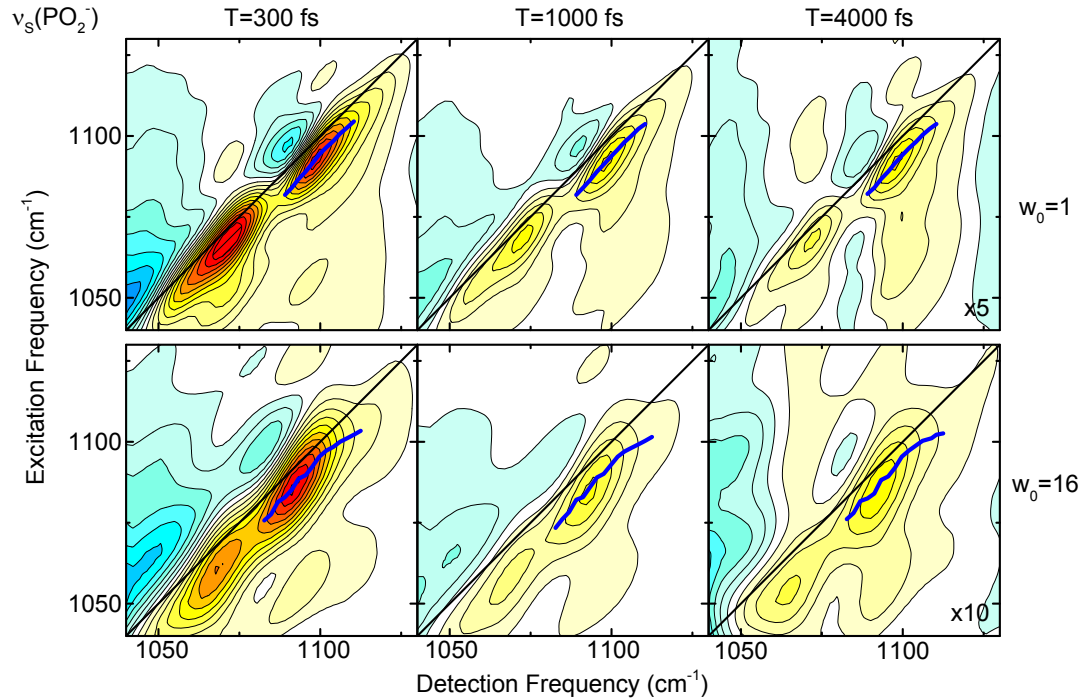 ν_S(PO₂⁻) T=300 fs T=1000 fs T=4000 fs
1100
1050
x5
w₀=1
Excitation Frequency (cm⁻¹)
1100
1050
x10
w₀=16
1050 1100 1050 1100 1050 1100
Detection Frequency (cm⁻¹)